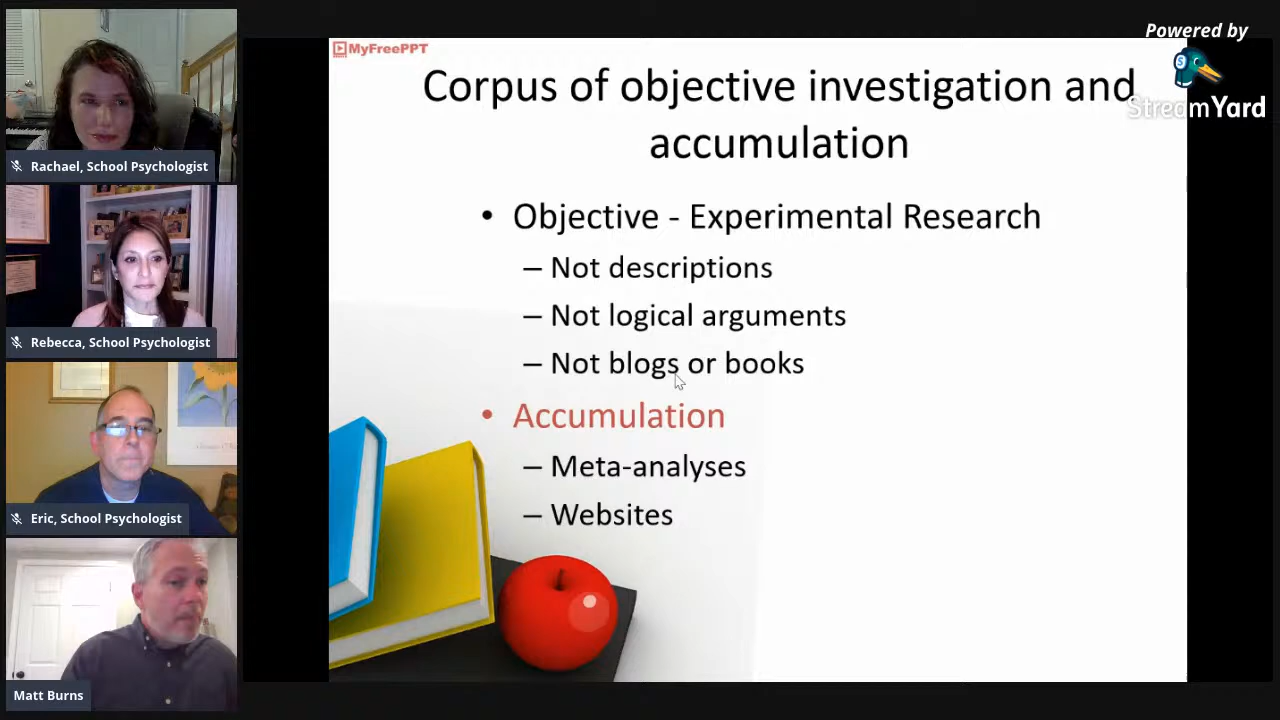 Rachael, School Psychologist
Rebecca, School Psychologist
Eric, School Psychologist
Matt Burns
MyFreePPT
Corpus of objective investigation and
accumulation
• Objective - Experimental Research
– Not descriptions
– Not logical arguments
– Not blogs or books
• Accumulation
– Meta-analyses
– Websites
Powered by
S
StreamYard